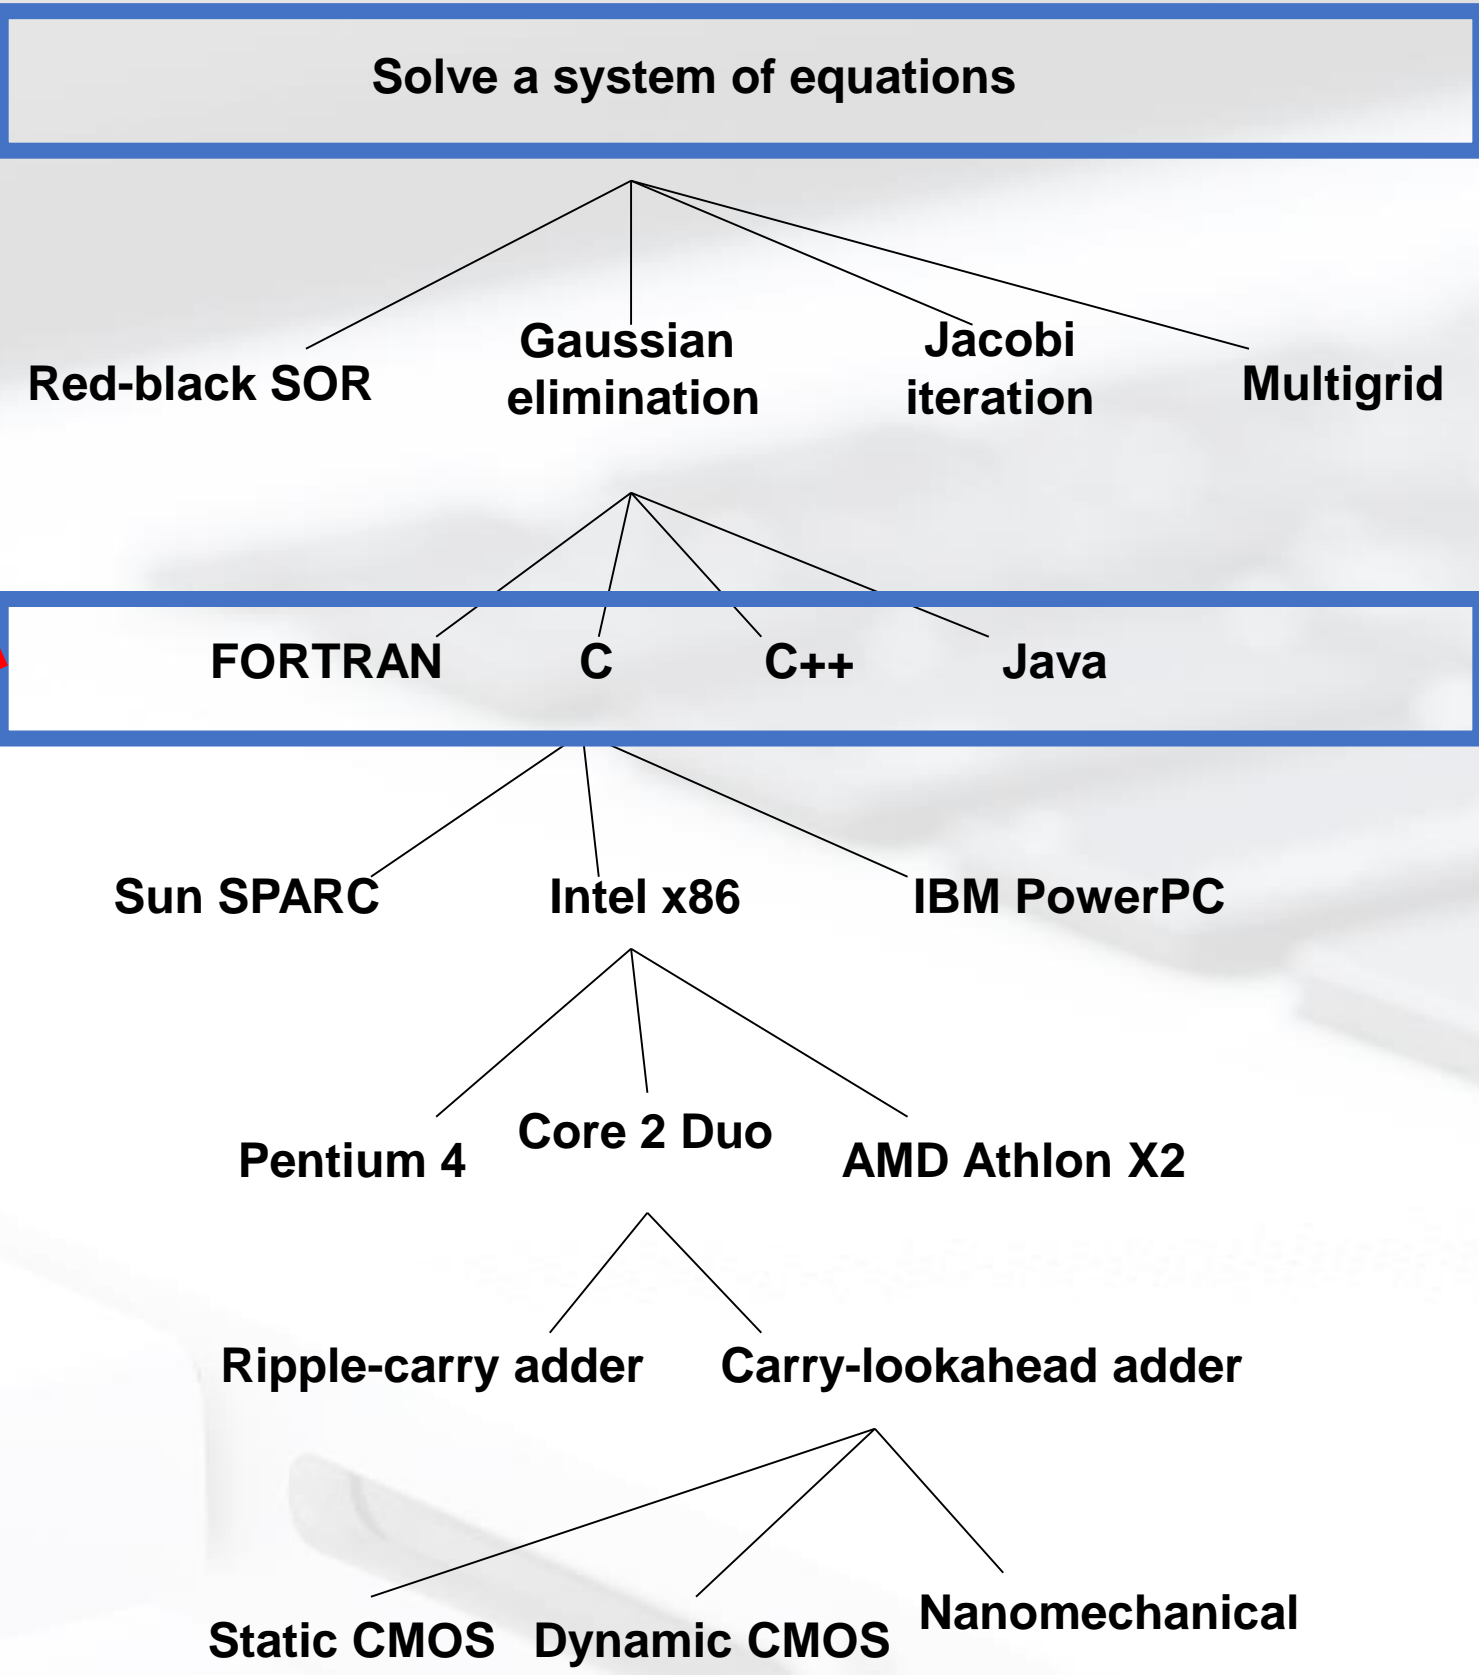 Solve a system of equations
Red-black SOR
Gaussian
elimination
Jacobi
iteration
Multigrid
FORTRAN
C
C++
Java
Sun SPARC
Intel x86
IBM PowerPC
Pentium 4
Core 2 Duo
AMD Athlon X2
Ripple-carry adder
Carry-lookahead adder
Static CMOS
Dynamic CMOS
Nanomechanical